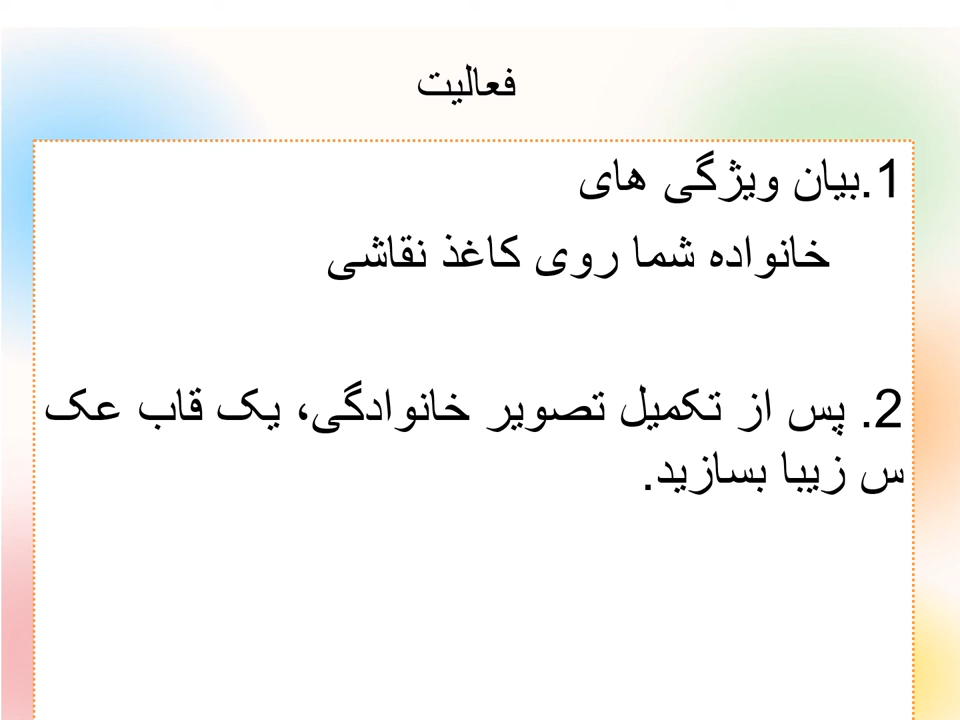 فعالیت
1.بیان ویژگی های
خانواده شما روی کاغذ نقاشی
2. پس از تکمیل تصویر خانوادگی، یک قاب عک
س زیبا بسازید.